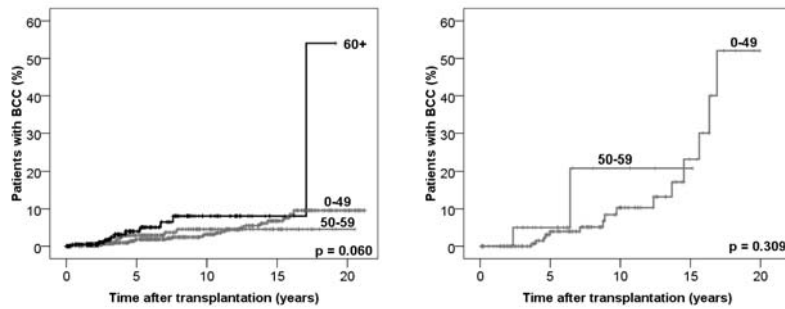 60
50
40
30
20
10
0
Patients with BCC (%)
60+
0-49
50-59
p = 0.060
0 5 10 15 20
Time after transplantation (years)
60
50
40
30
20
10
0
Patients with BCC (%)
0-49
50-59
p = 0.309
0 5 10 15 20
Time after transplantation (years)